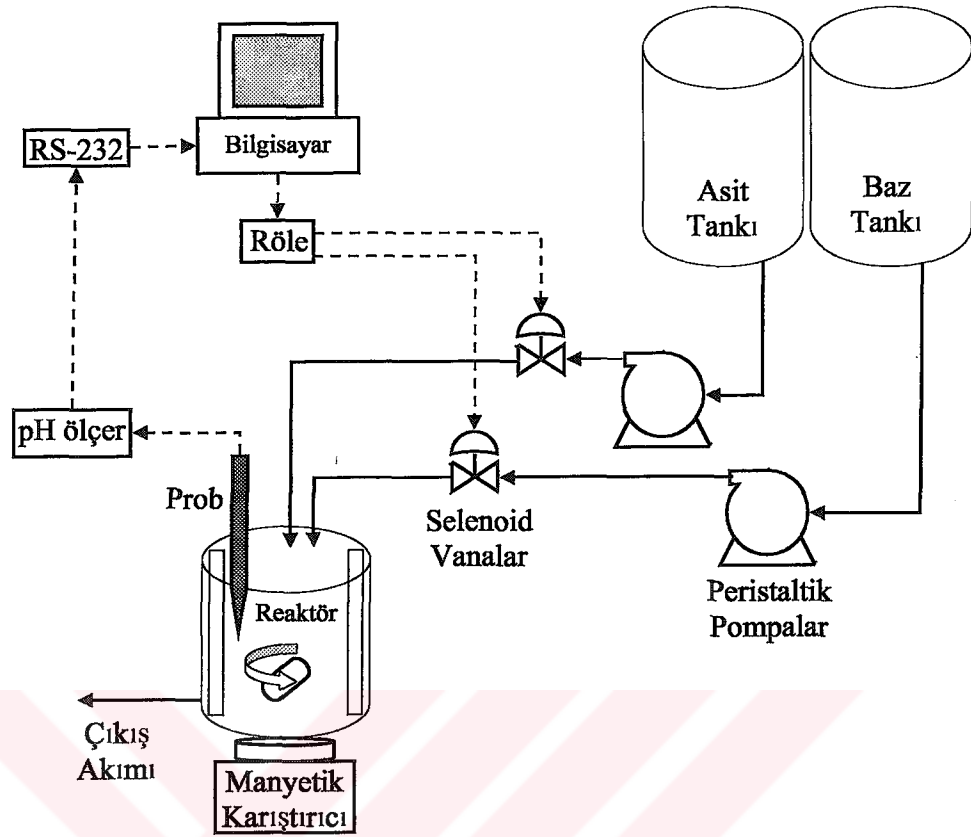 RS-232
Bilgisayar
Röle
Asit
Tankı
Baz
Tankı
pH ölçer
Prob
Selenoid
Vanalar
Reaktör
Peristaltik
Pompalar
Çıkış
Akımı
Manyetik
Karıştırıcı